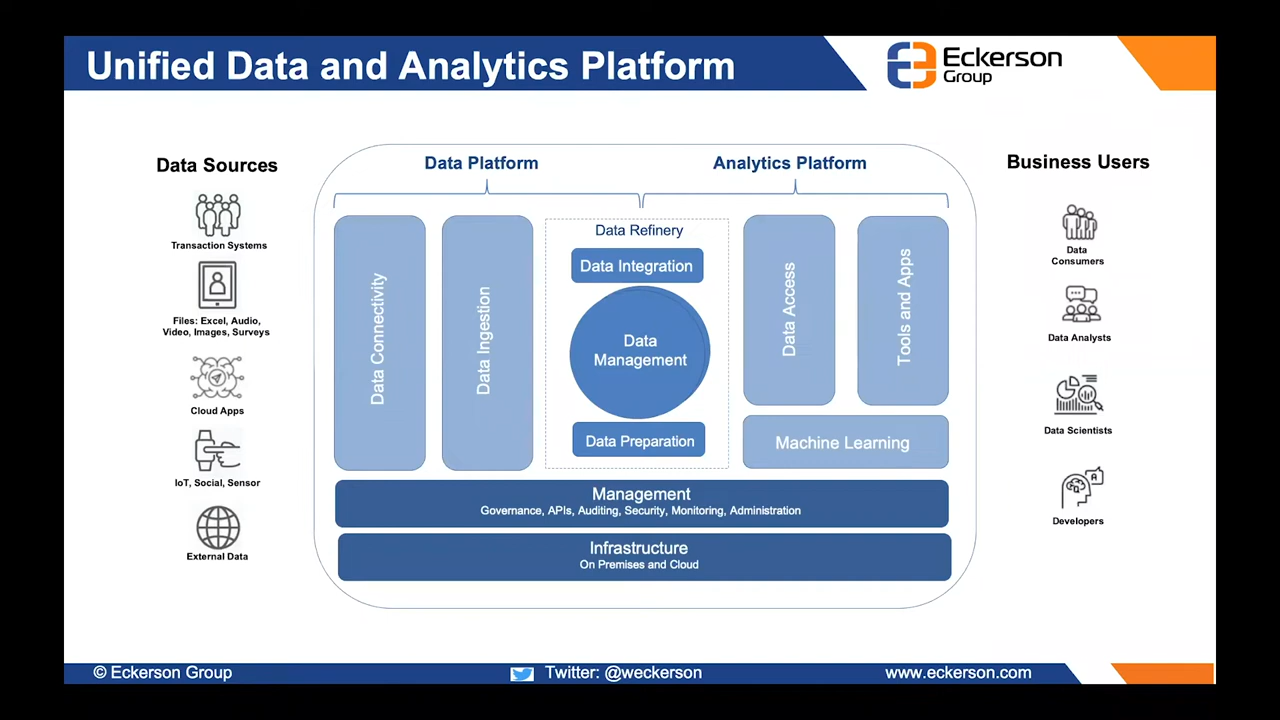 Unified Data and Analytics Platform
Eckerson
Group
Data Sources
Transaction Systems
Files: Excel, Audio,
Video, Images, Surveys
Cloud Apps
IoT, Social, Sensor
External Data
Data Platform
Analytics Platform
Data Connectivity
Data Ingestion
Data Refinery
Data Integration
Data
Management
Data Preparation
Data Access
Tools and Apps
Machine Learning
Management
Governance, APIs, Auditing, Security, Monitoring, Administration
Infrastructure
On Premises and Cloud
Business Users
Data
Consumers
Data Analysts
Data Scientists
A
Developers
© Eckerson Group
Twitter: @weckerson
www.eckerson.com